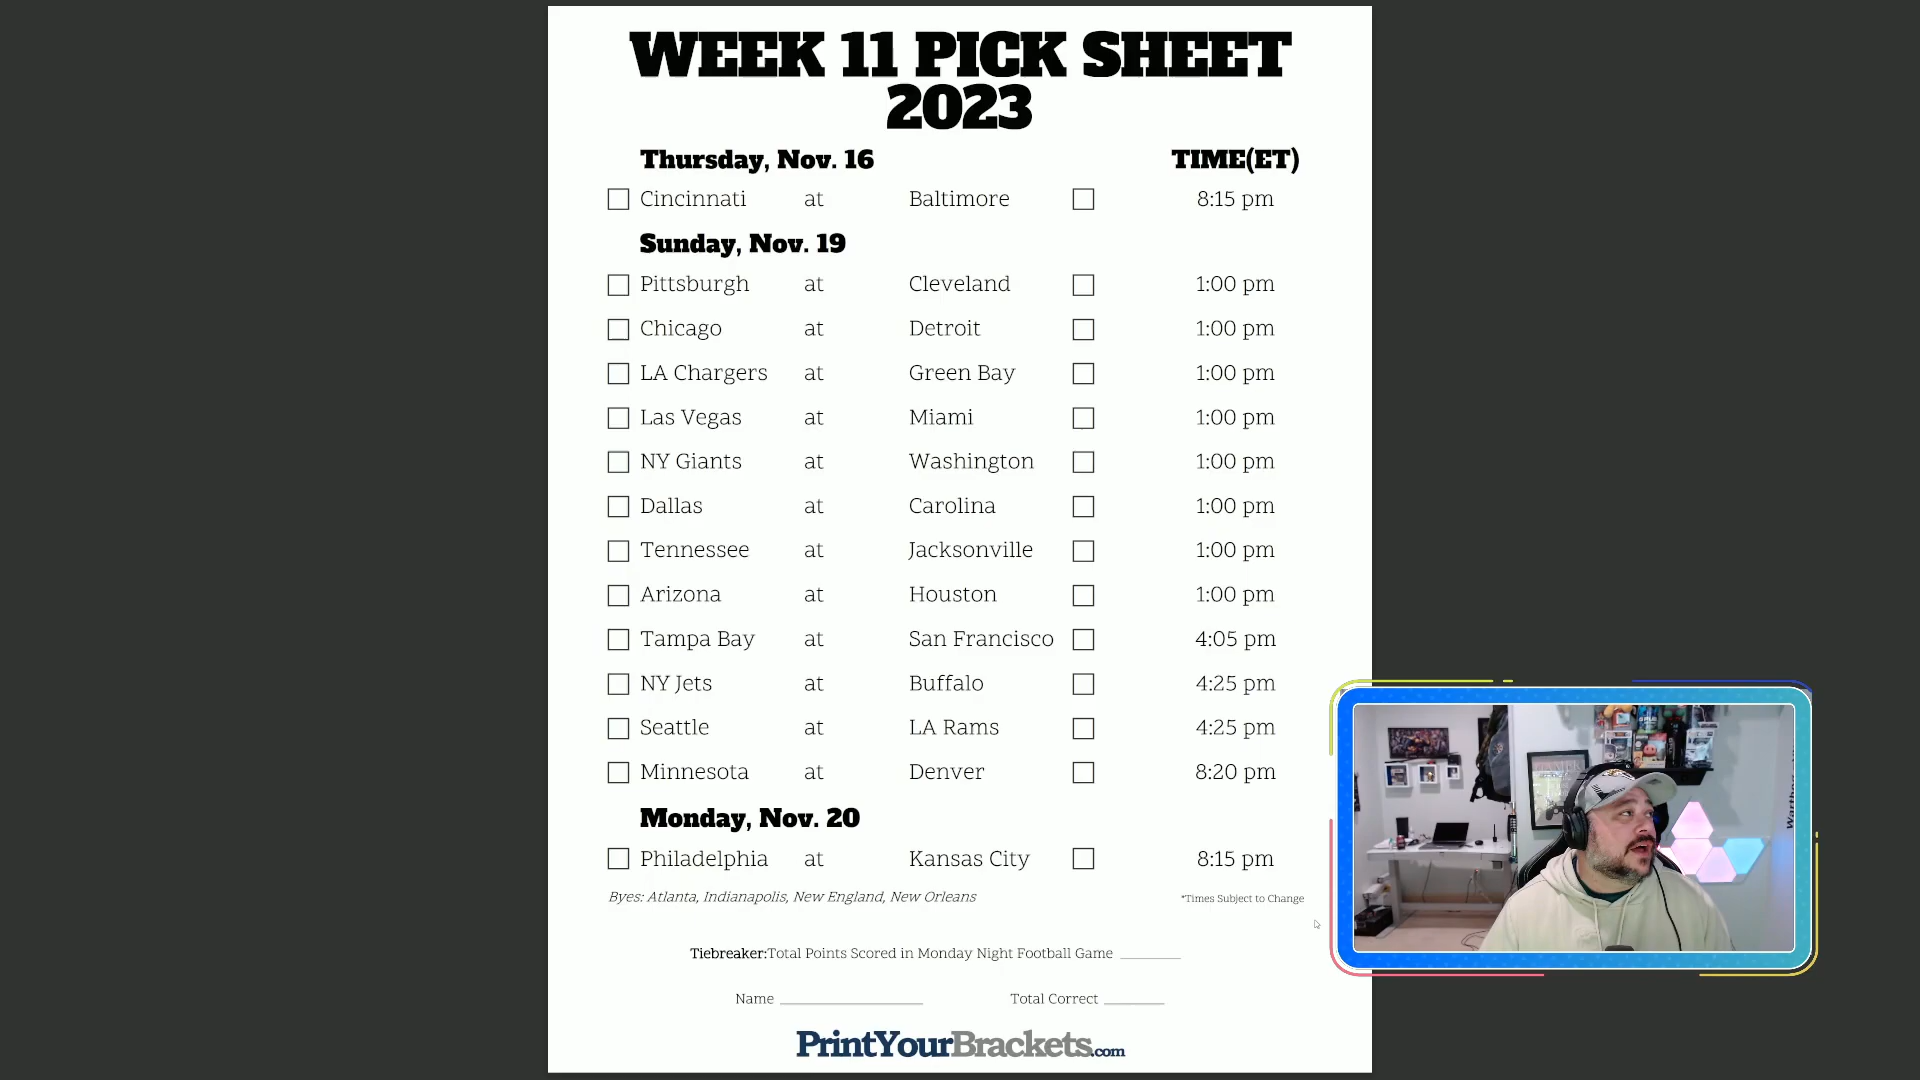 WEEK 11 PICK SHEET
2023
Thursday, Nov. 16 TIME(ET)
Cincinnati at Baltimore 8:15 pm
Sunday, Nov. 19
Pittsburgh at Cleveland 1:00 pm
Chicago at Detroit 1:00 pm
LA Chargers at Green Bay 1:00 pm
Las Vegas at Miami 1:00 pm
NY Giants at Washington 1:00 pm
Dallas at Carolina 1:00 pm
Tennessee at Jacksonville 1:00 pm
Arizona at Houston 1:00 pm
Tampa Bay at San Francisco 4:05 pm
NY Jets at Buffalo 4:25 pm
Seattle at LA Rams 4:25 pm
Minnesota at Denver 8:20 pm
Monday, Nov. 20
Philadelphia at Kansas City 8:15 pm
Byes: Atlanta, Indianapolis, New England, New Orleans *Times Subject to Change
Tiebreaker:Total Points Scored in Monday Night Football Game
Name Total Correct
PrintYourBrackets.com